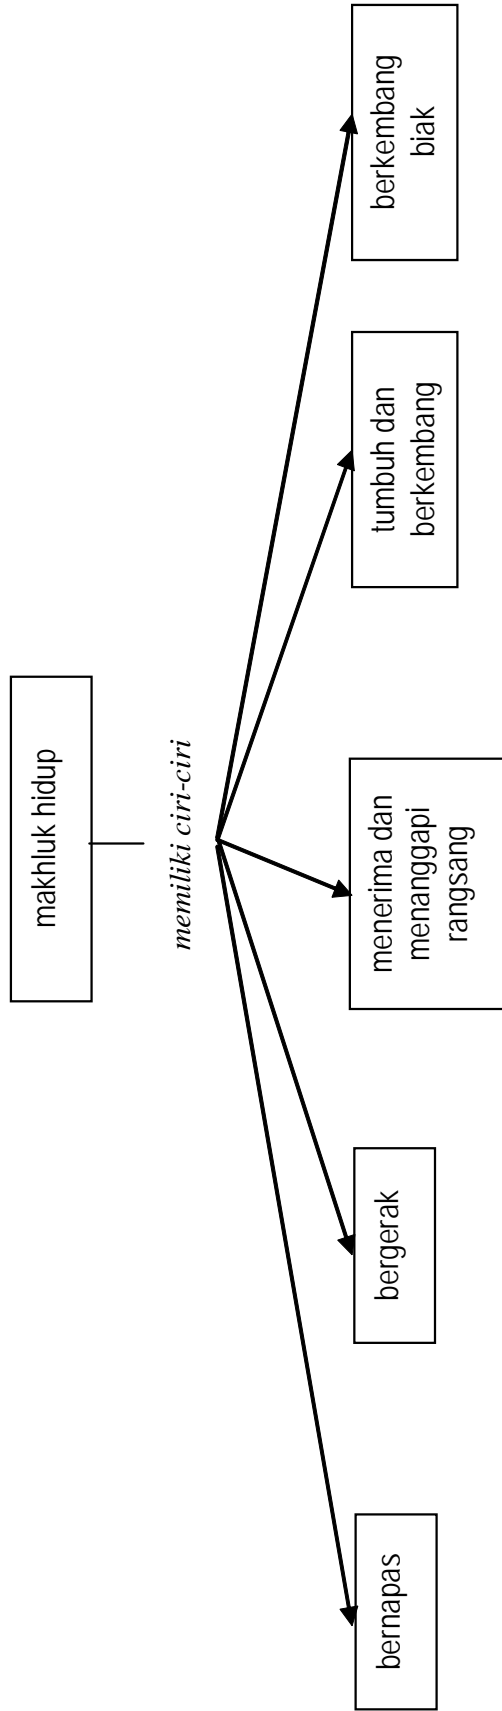 makhluk hidup
memiliki ciri-ciri
bernapas
bergerak
menerima dan
menanggapi
rangsang
tumbuh dan
berkembang
berkembang
biak